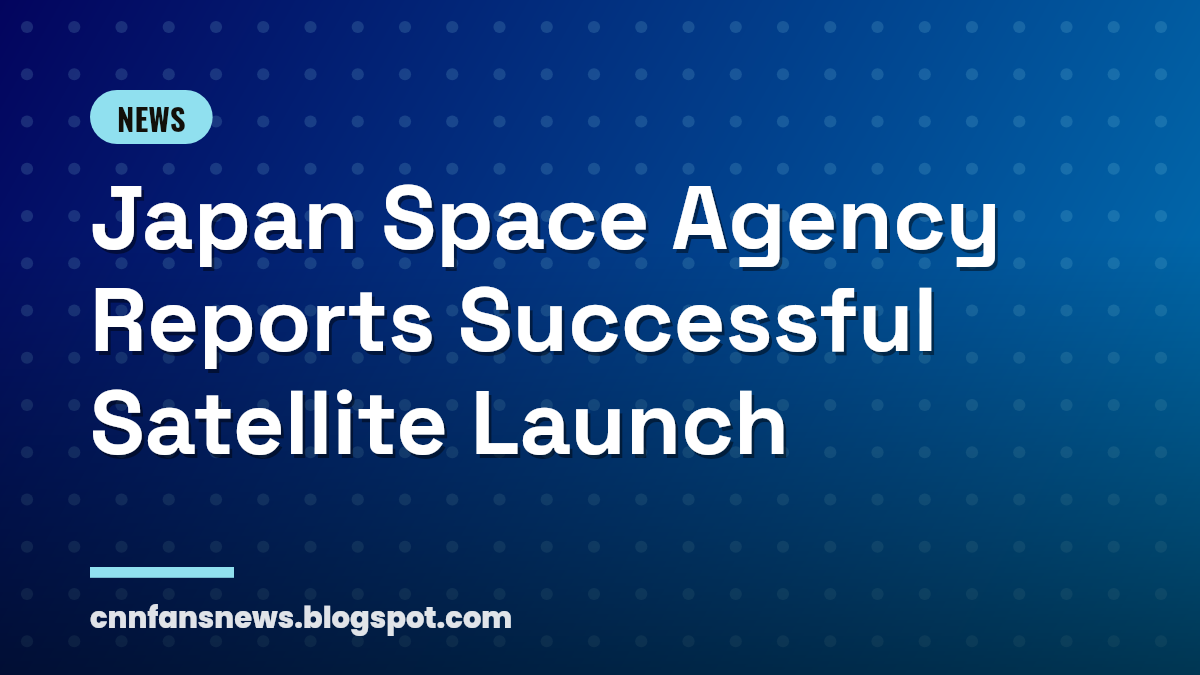 NEWS
Japan Space Agency
Reports Successful
Satellite Launch
cnnfansnews.blogspot.com